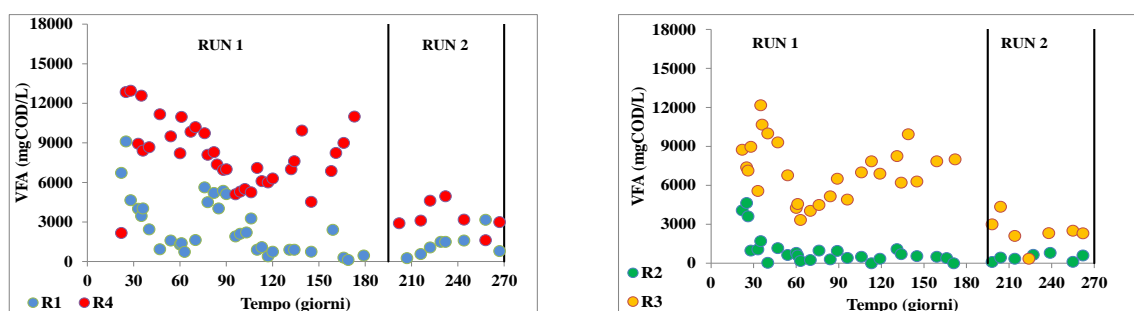 18000
15000
12000
9000
6000
3000
0
VFA (mgCOD/L)
RUN 1
RUN 2
0 30 60 90 120 150 180 210 240 270
Tempo (giorni)
R1 R4
18000
15000
12000
9000
6000
3000
0
VFA (mgCOD/L)
RUN 1
RUN 2
0 30 60 90 120 150 180 210 240 270
Tempo (giorni)
R2
R3